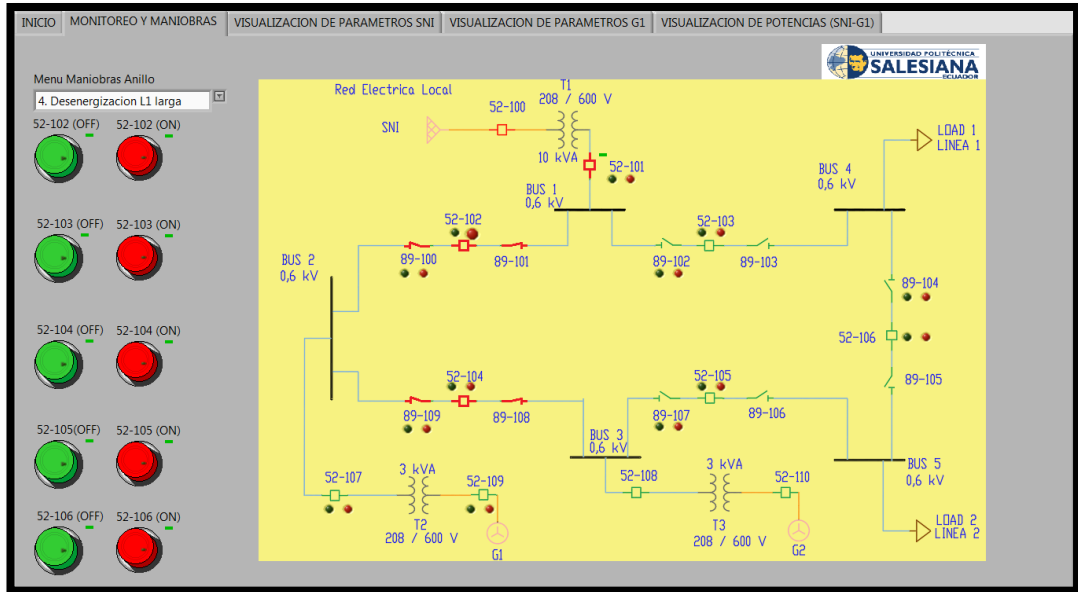 INICIO MONITOREO Y MANIOBRAS VISUALIZACION DE PARAMETROS SNI VISUALIZACION DE PARAMETROS G1 VISUALIZACION DE POTENCIAS (SNI-G1)
UNIVERSIDAD POLITÉCNICA
SALESIANA
ECUADOR
Menu Maniobras Anillo
4. Desenergizacion L1 larga
52-102 (OFF) 52-102 (ON)
52-103 (OFF) 52-103 (ON)
52-104 (OFF) 52-104 (ON)
52-105(OFF) 52-105 (ON)
52-106 (OFF) 52-106 (ON)
Red Electrica Local
T1
208 / 600 V
52-100
SNI
10 kVA
52-101
LOAD 1
LINEA 1
BUS 4
0,6 kV
BUS 1
0,6 kV
52-102
52-103
89-100
89-101
89-102
89-103
BUS 2
0,6 kV
89-104
52-106
89-105
52-104
52-105
89-109
89-108
89-107
89-106
BUS 3
0,6 kV
BUS 5
0,6 kV
3 kVA
52-107
52-109
T2
208 / 600 V
G1
52-108
3 kVA
52-110
T3
208 / 600 V
G2
LOAD 2
LINEA 2